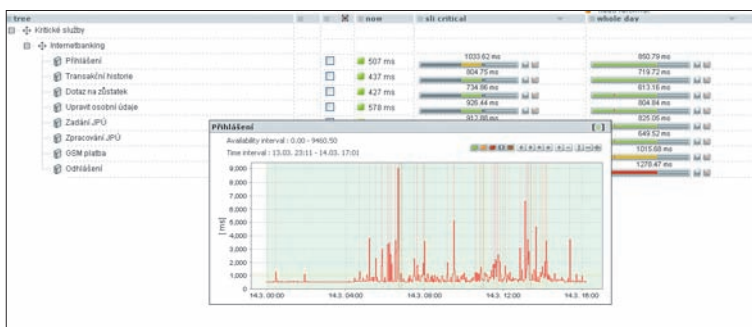 tree now sli critical whole day
Kritické služby
Internetbanking
Přihlášení 507 ms 1033.62 ms 850.79 ms
Transakční historie 437 ms 804.75 ms 719.72 ms
Dotaz na zůstatek 427 ms 734.86 ms 613.16 ms
Upravit osobní údaje 578 ms 926.44 ms 804.84 ms
Zadání JPÚ 825.05 ms
Zpracování JPÚ 649.52 ms
GSM platba 1015.68 ms
Odhlášení 1278.47 ms
Přihlášení
Availability interval : 0.00 - 9460.50
Time interval : 13.03. 23:11 - 14.03. 17:01
[ms]
9,000
8,000
7,000
6,000
5,000
4,000
3,000
2,000
1,000
0
14.3. 00:00 14.3. 04:00 14.3. 08:00 14.3. 12:00 14.3. 16:00